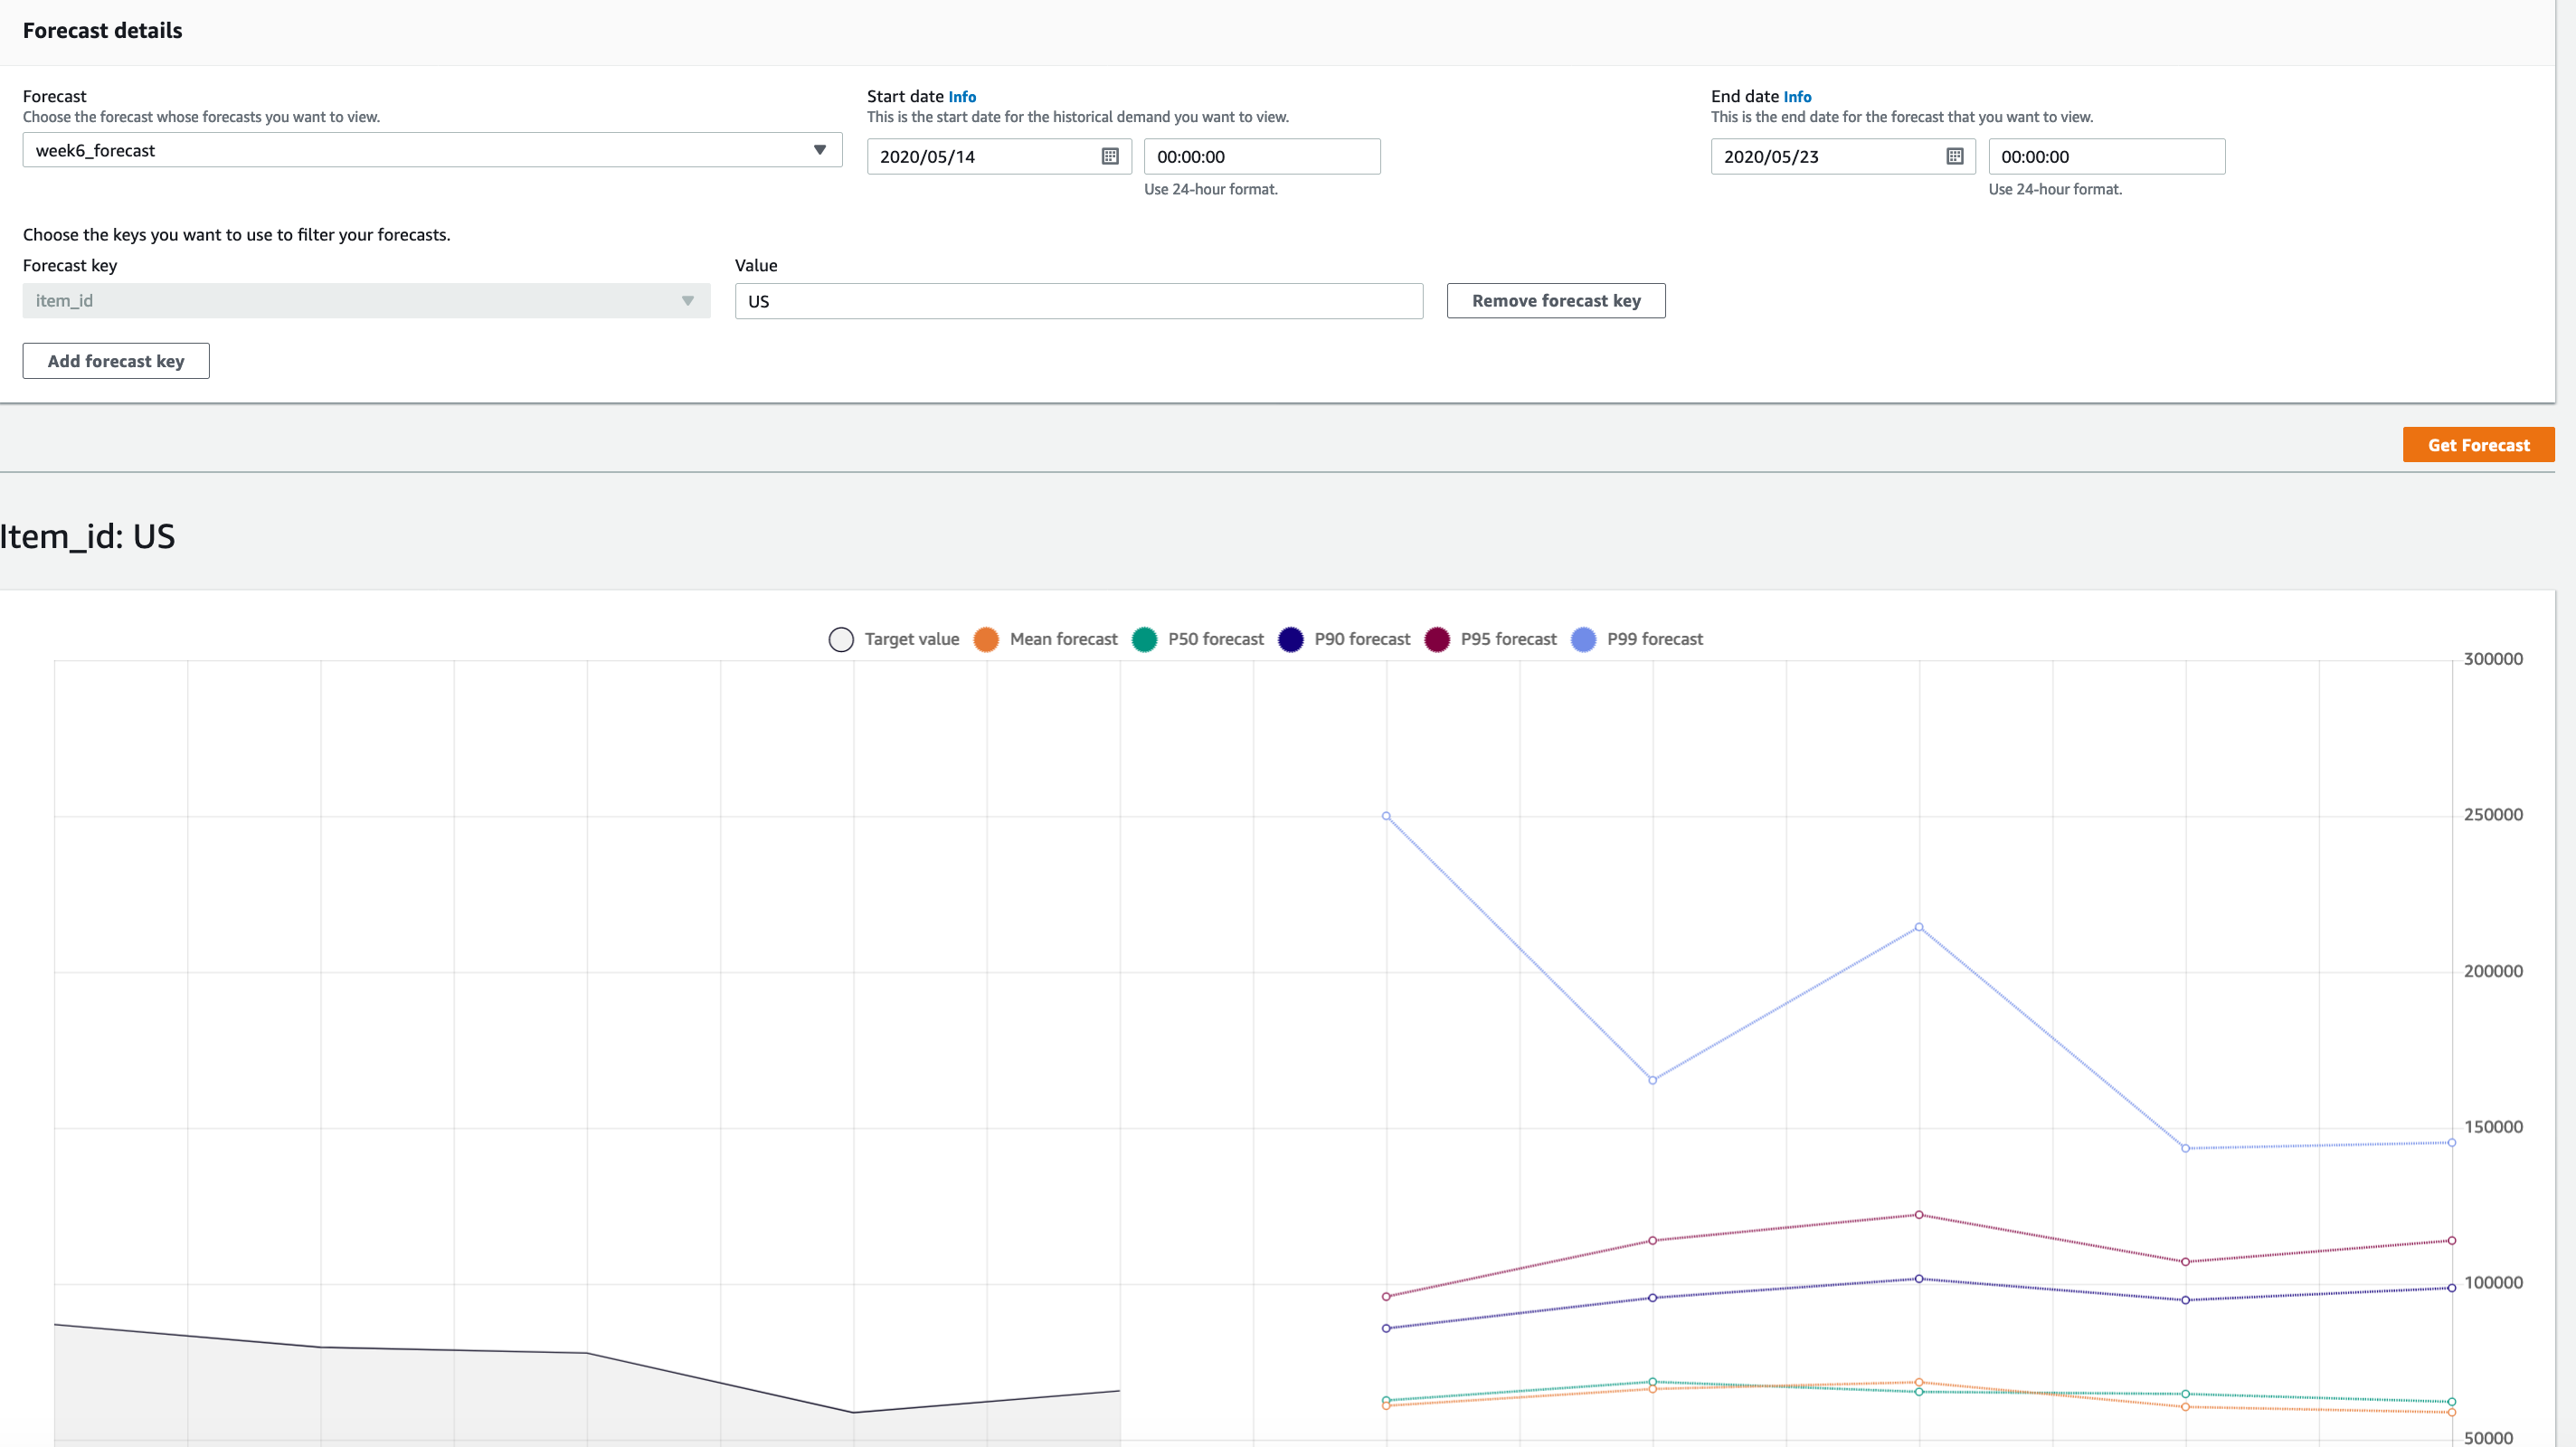 Forecast details
Forecast
Choose the forecast whose forecasts you want to view.
week6_forecast
Start date Info
This is the start date for the historical demand you want to view.
2020/05/14
00:00:00
Use 24-hour format.
End date Info
This is the end date for the forecast that you want to view.
2020/05/23
00:00:00
Use 24-hour format.
Choose the keys you want to use to filter your forecasts.
Forecast key
item_id
Value
US
Remove forecast key
Add forecast key
Get Forecast
Item_id: US
Target value
Mean forecast
P50 forecast
P90 forecast
P95 forecast
P99 forecast
300000
250000
200000
150000
100000
50000